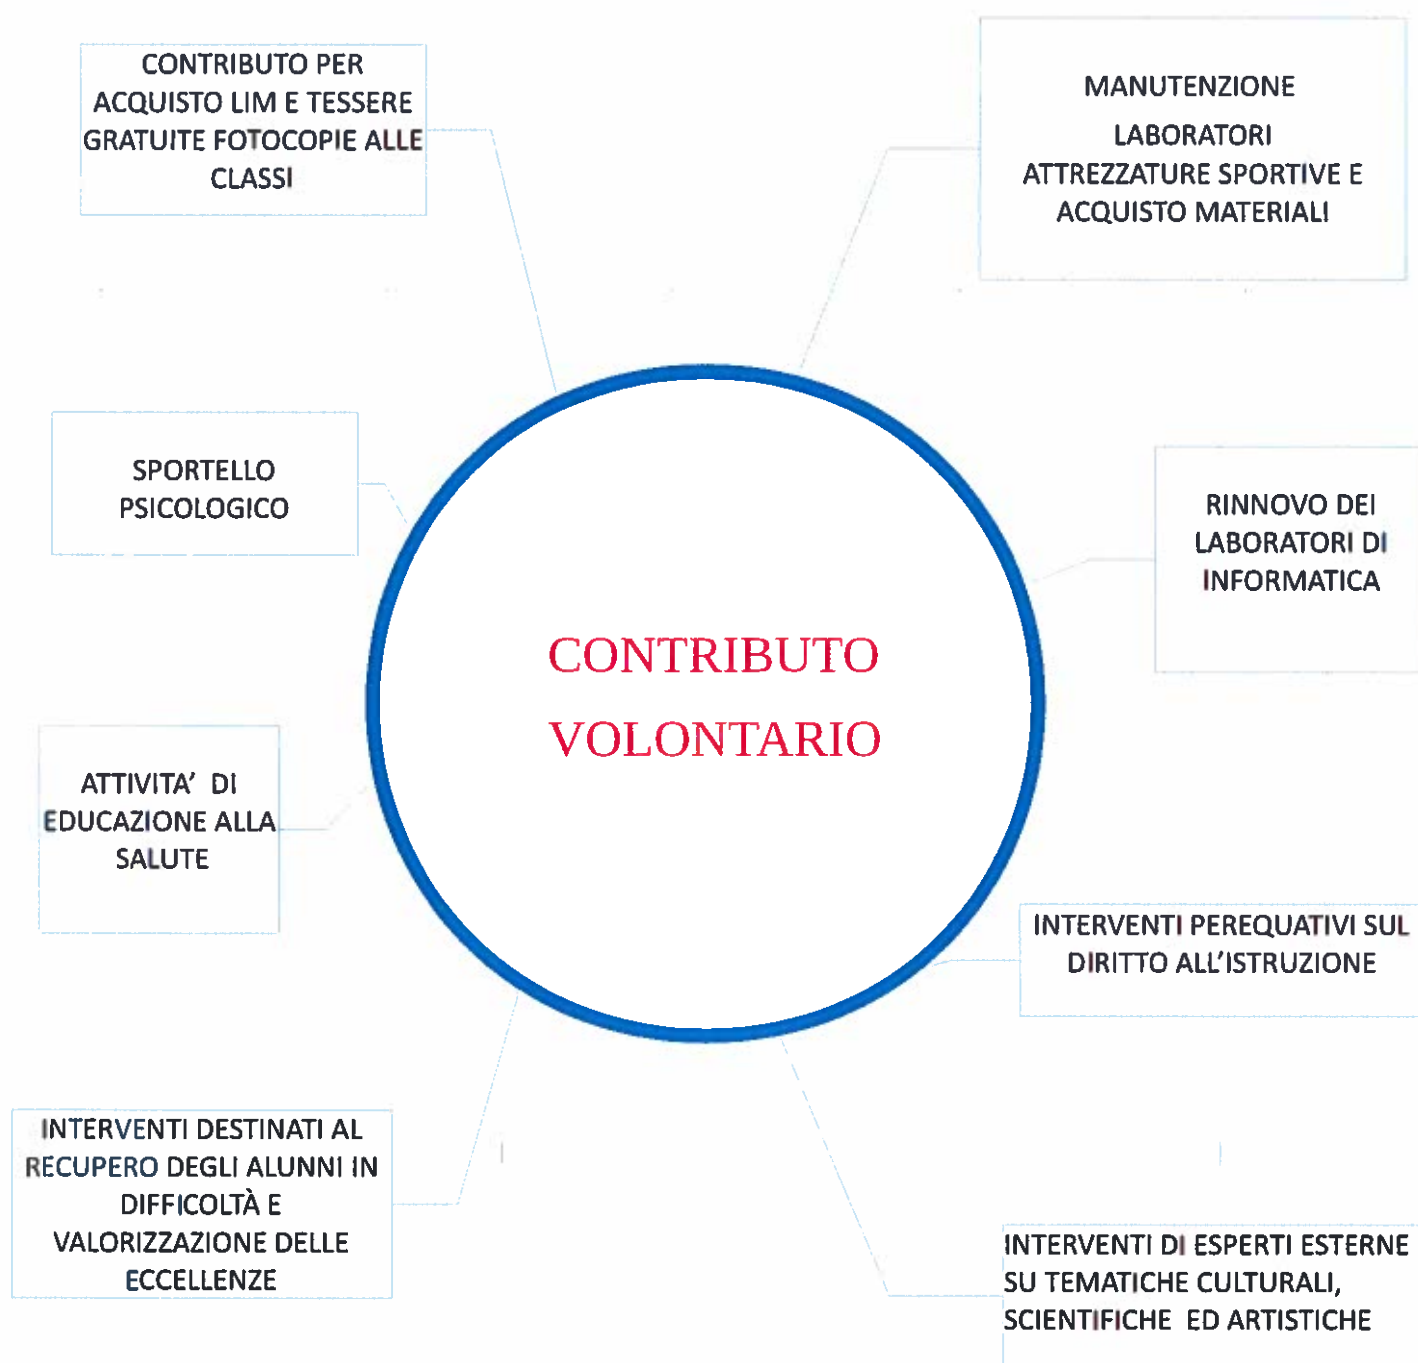 CONTRIBUTO PER
ACQUISTO LIM E TESSERE
GRATUITE FOTOCOPIE ALLE
CLASSI
MANUTENZIONE
LABORATORI
ATTREZZATURE SPORTIVE E
ACQUISTO MATERIALI
SPORTELLO
PSICOLOGICO
RINNOVO DEI
LABORATORI DI
INFORMATICA
CONTRIBUTO
VOLONTARIO
ATTIVITA’ DI
EDUCAZIONE ALLA
SALUTE
INTERVENTI PEREQUATIVI SUL
DIRITTO ALL’ISTRUZIONE
INTERVENTI DESTINATI AL
RECUPERO DEGLI ALUNNI IN
DIFFICOLTÀ E
VALORIZZAZIONE DELLE
ECCELLENZE
INTERVENTI DI ESPERTI ESTERNE
SU TEMATICHE CULTURALI,
SCIENTIFICHE ED ARTISTICHE